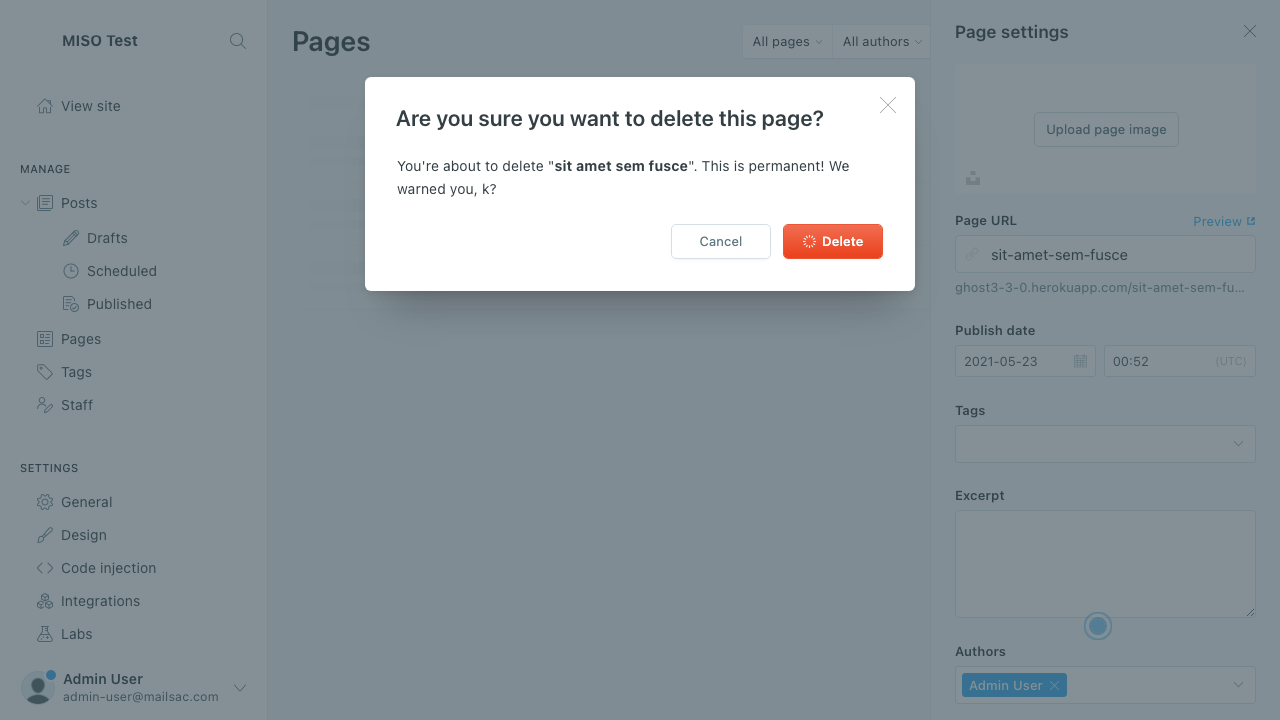 MISO Test
View site
MANAGE
Posts
Drafts
Scheduled
Published
Pages
Tags
Staff
SETTINGS
General
Design
Code injection
Integrations
Labs
Admin User
admin-user@mailsac.com
Pages
All pages
All authors
Are you sure you want to delete this page?
You're about to delete "sit amet sem fusce". This is permanent! We
warned you, k?
Cancel
Delete
Page settings
Upload page image
Page URL
Preview
sit-amet-sem-fusce
ghost3-3-0.herokuapp.com/sit-amet-sem-fu...
Publish date
2021-05-23
00:52
(UTC)
Tags
Excerpt
Authors
Admin User